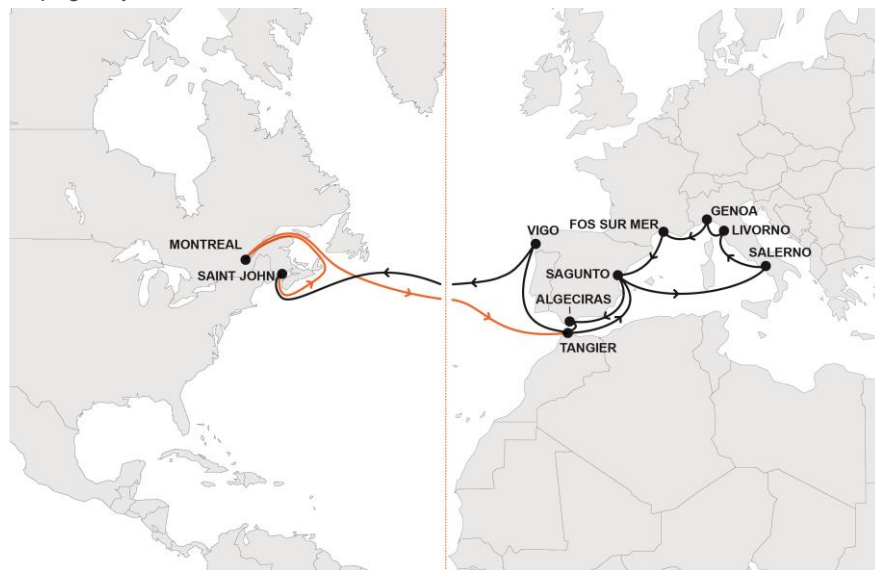 MONTREAL
SAINT JOHN
VIGO
FOS SUR MER
GENOA
LIVORNO
SALERNO
SAGUNTO
ALGECIRAS
TANGIER